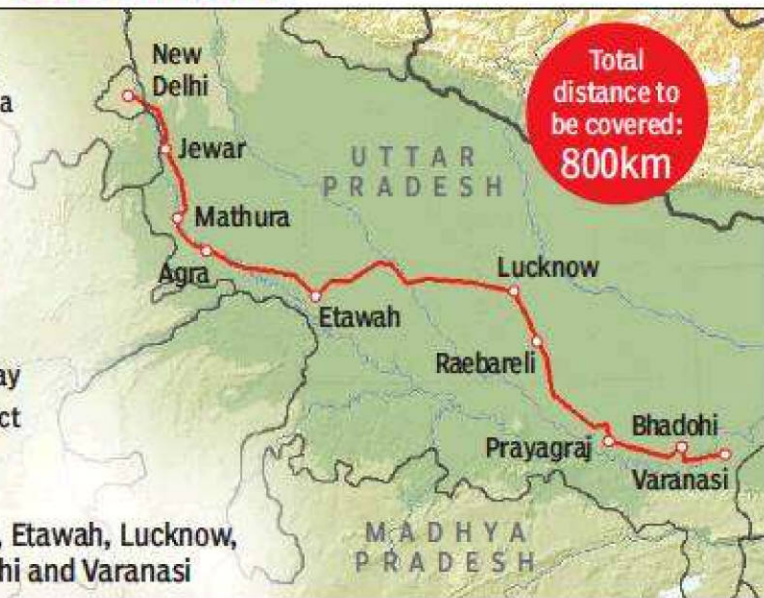 New
Delhi
Total
distance to
be covered:
800km
Jewar
UTTAR
PRADESH
Mathura
Agra
Lucknow
Etawah
Raebareli
Prayagraj
Bhadohi
Varanasi
, Etawah, Lucknow,
and Varanasi
MADHYA
PRADESH